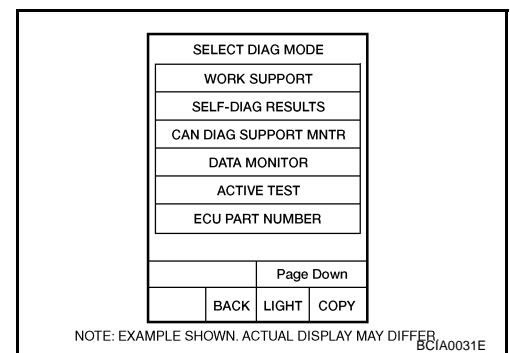 SELECT DIAG MODE
WORK SUPPORT
SELF-DIAG RESULTS
CAN DIAG SUPPORT MNTR
DATA MONITOR
ACTIVE TEST
ECU PART NUMBER
Page Down
BACK LIGHT COPY
NOTE: EXAMPLE SHOWN. ACTUAL DISPLAY MAY DIFFER
BCIA0031E